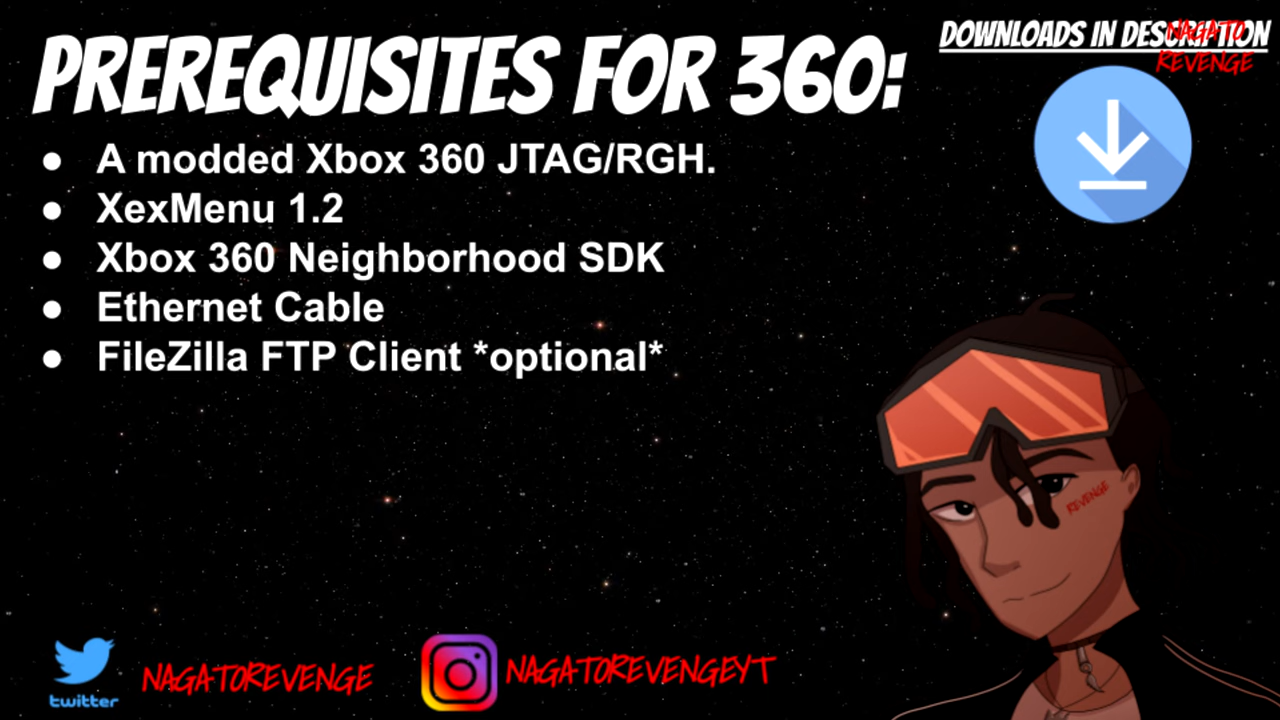 PREREQUISITES FOR 360:
DOWNLOADS IN DESCRIPTION
NAGATO
REVENGE
● A modded Xbox 360 JTAG/RGH.
● XexMenu 1.2
● Xbox 360 Neighborhood SDK
● Ethernet Cable
● FileZilla FTP Client *optional*
REVENGE
twitter
NAGATOREVENGE
NAGATOREVENGEYT